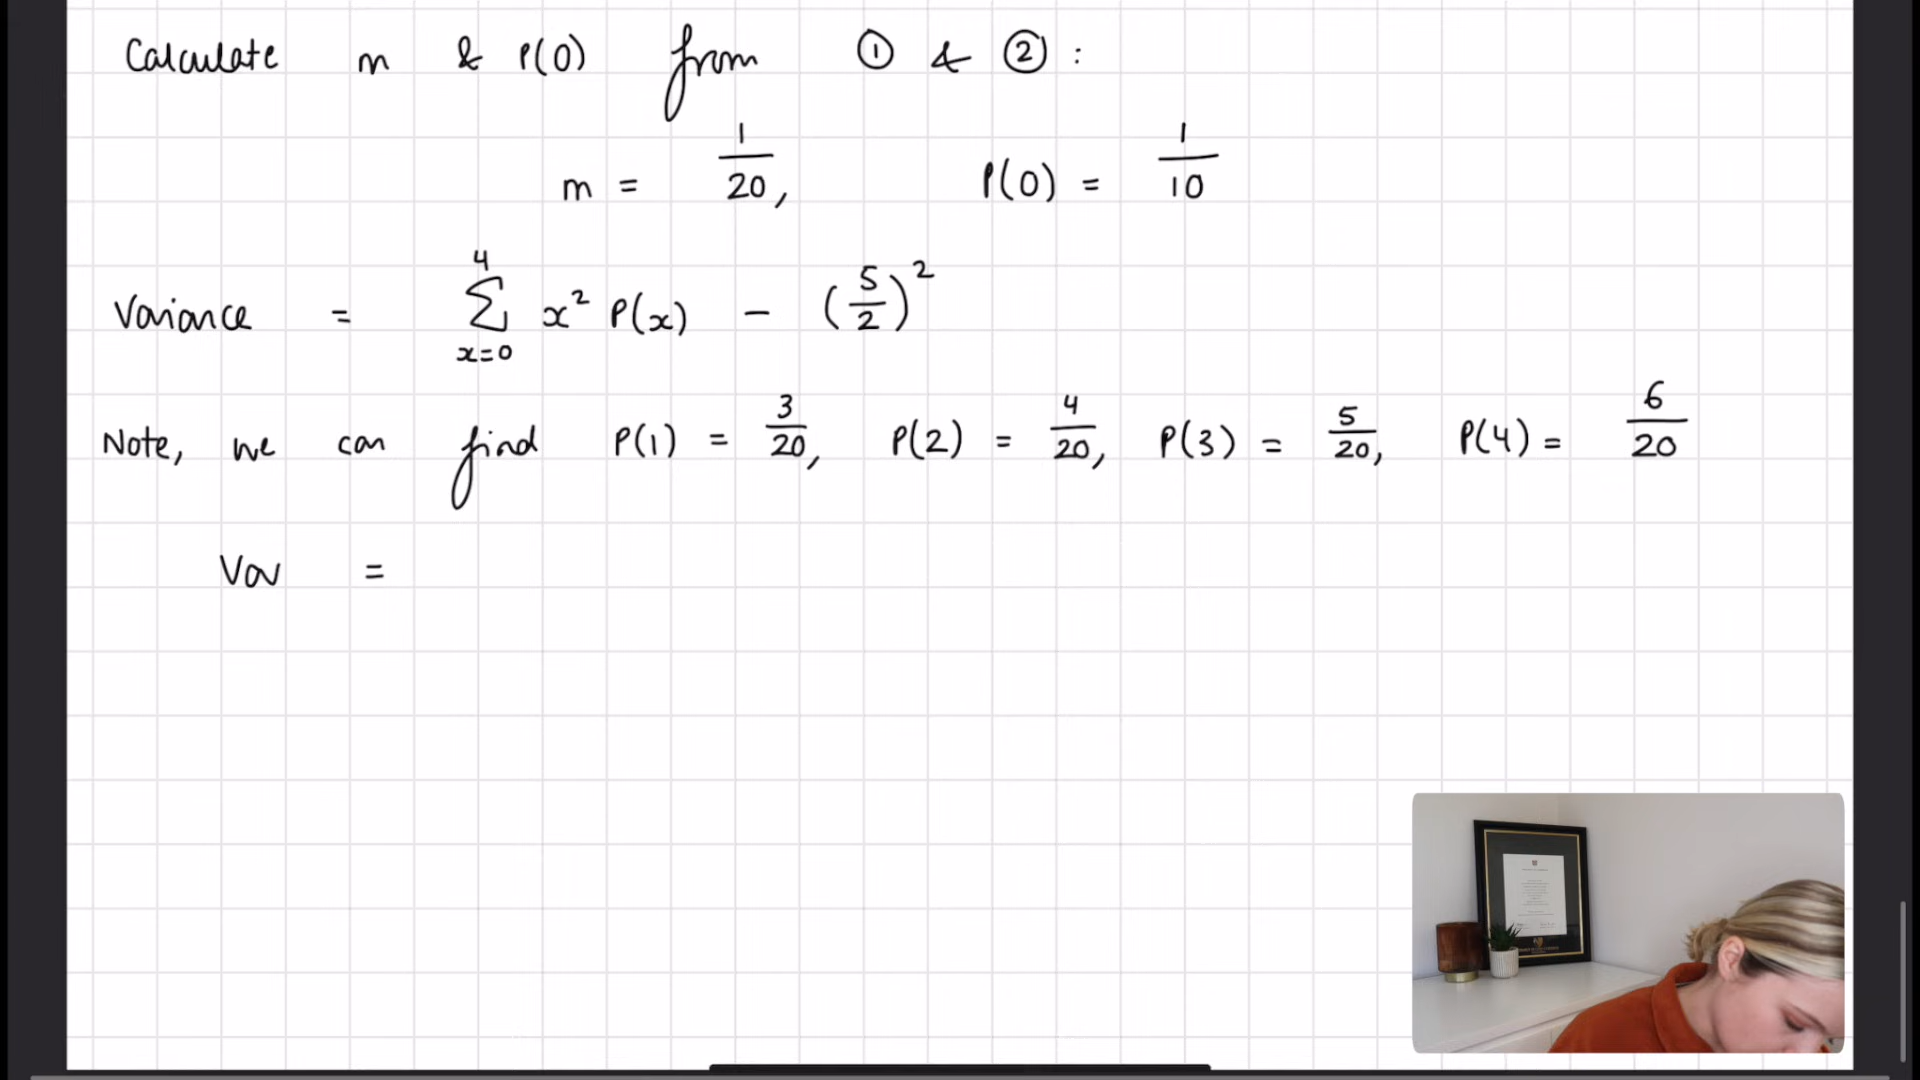 Calculate m & P(0) from ① & ② :
m = 1/20, P(0) = 1/10
Variance = ∑_{x=0}^{4} x² P(x) - (5/2)²
Note, we can find P(1) = 3/20, P(2) = 4/20, P(3) = 5/20, P(4) = 6/20
Var =